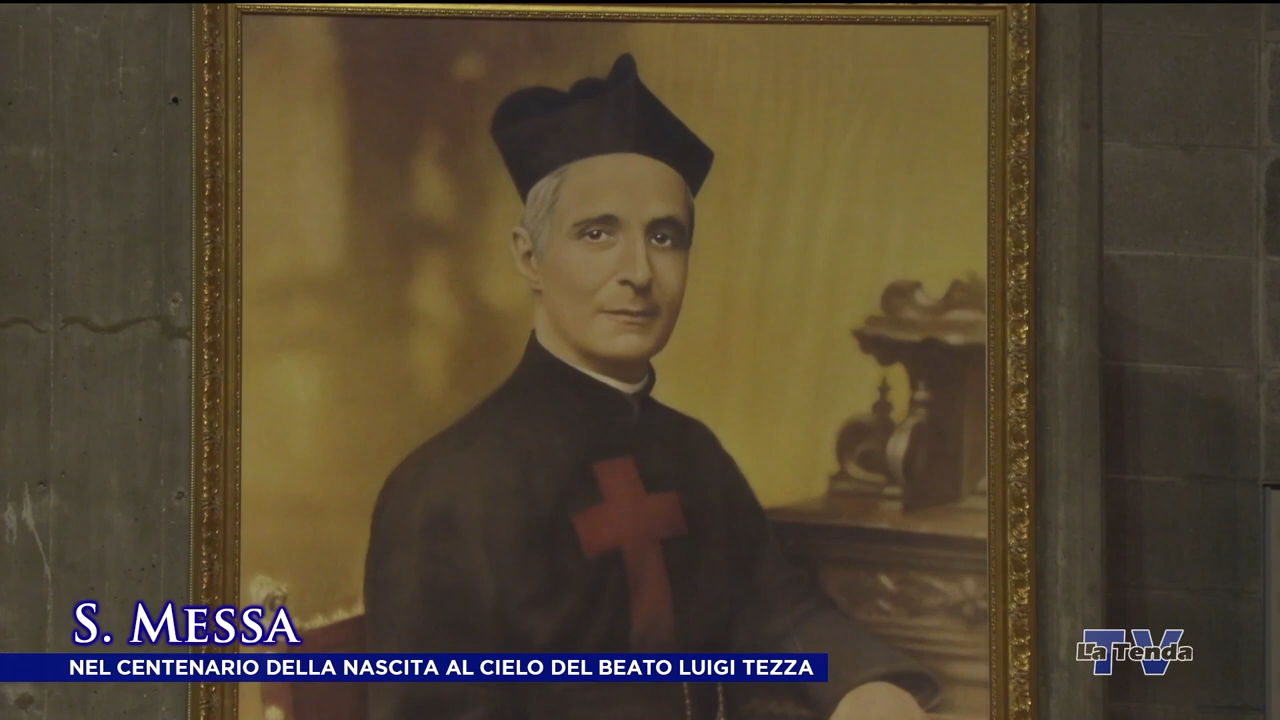 S. Messa
NEL CENTENARIO DELLA NASCITA AL CIELO DEL BEATO LUIGI TEZZA
La Tenda TV